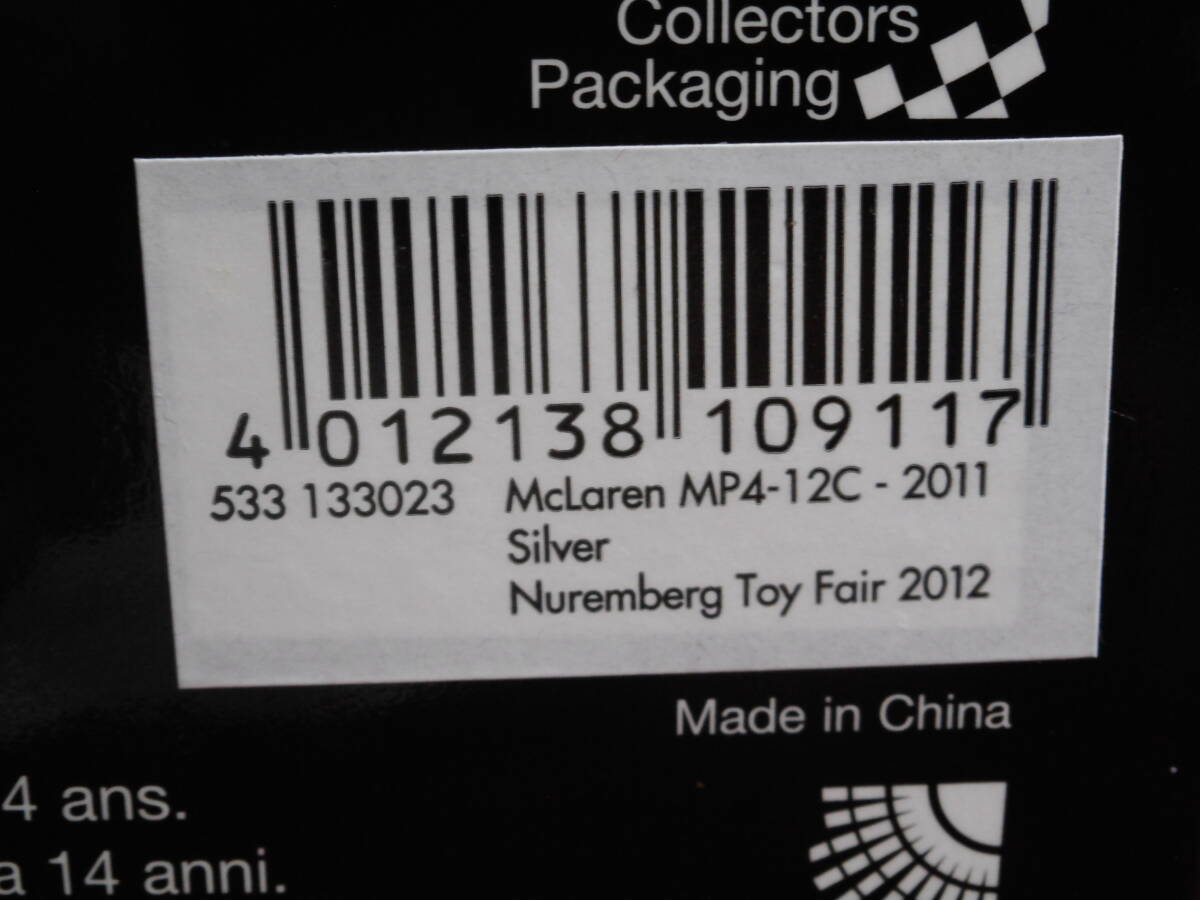 Collectors
Packaging
4 012138 109117
533 133023 McLaren MP4-12C - 2011
Silver
Nuremberg Toy Fair 2012
Made in China
4 ans.
a 14 anni.